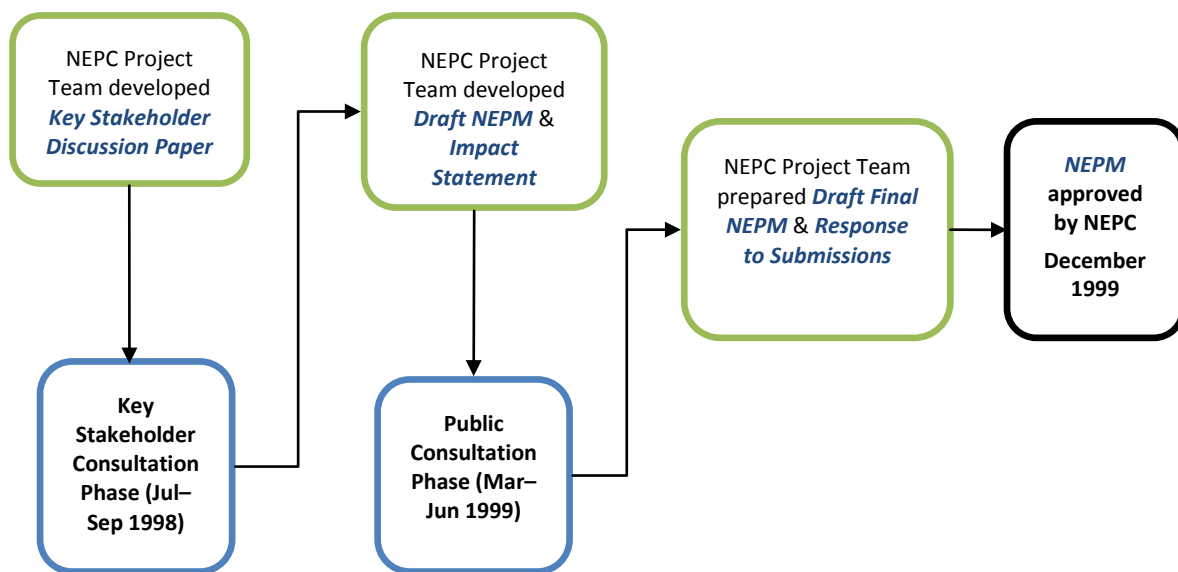 NEPC Project
Team developed
Key Stakeholder
Discussion Paper
Key
Stakeholder
Consultation
Phase (Jul–
Sep 1998)
NEPC Project
Team developed
Draft NEPM &
Impact
Statement
Public
Consultation
Phase (Mar–
Jun 1999)
NEPC Project Team
prepared Draft Final
NEPM & Response
to Submissions
NEPM
approved
by NEPC
December
1999